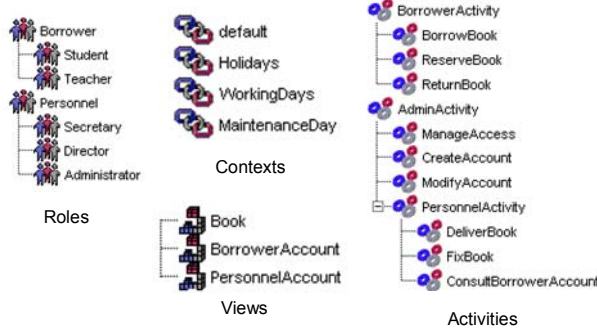 Borrower
Student
Teacher
Personnel
Secretary
Director
Administrator
Roles
default
Holidays
WorkingDays
MaintenanceDay
Contexts
Book
BorrowerAccount
PersonnelAccount
Views
BorrowerActivity
BorrowBook
ReserveBook
ReturnBook
AdminActivity
ManageAccess
CreateAccount
ModifyAccount
PersonnelActivity
DeliverBook
FixBook
ConsultBorrowerAccount
Activities